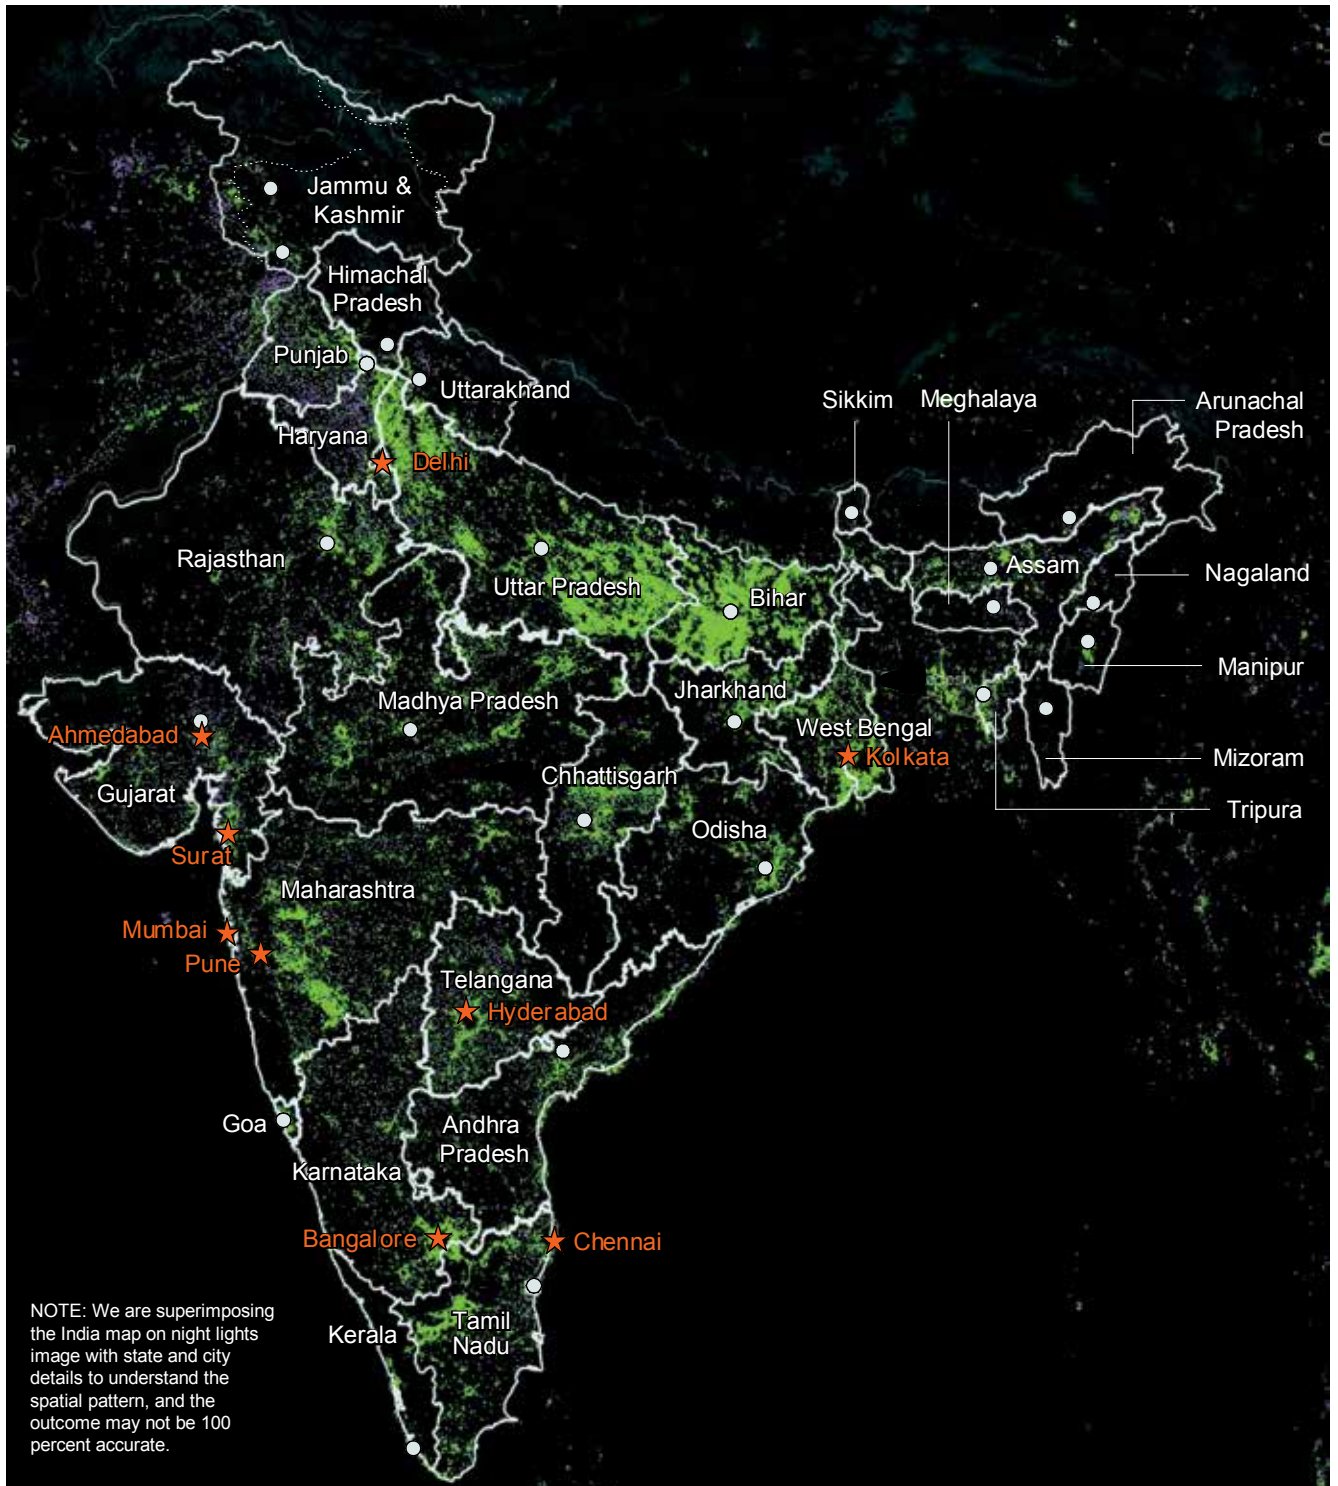 Jammu &
Kashmir
Himachal
Pradesh
Punjab
Uttarakhand
Haryana
Delhi
Sikkim
Meghalaya
Arunachal
Pradesh
Rajasthan
Uttar Pradesh
Bihar
Assam
Nagaland
Manipur
Madhya Pradesh
Jharkhand
West Bengal
Kolkata
Ahmedabad
Mizoram
Gujarat
Chhattisgarh
Tripura
Odisha
Surat
Maharashtra
Mumbai
Pune
Telangana
Hyderabad
Goa
Andhra
Pradesh
Karnataka
Bangalore
Chennai
Kerala
Tamil
Nadu
NOTE: We are superimposing
the India map on night lights
image with state and city
details to understand the
spatial pattern, and the
outcome may not be 100
percent accurate.